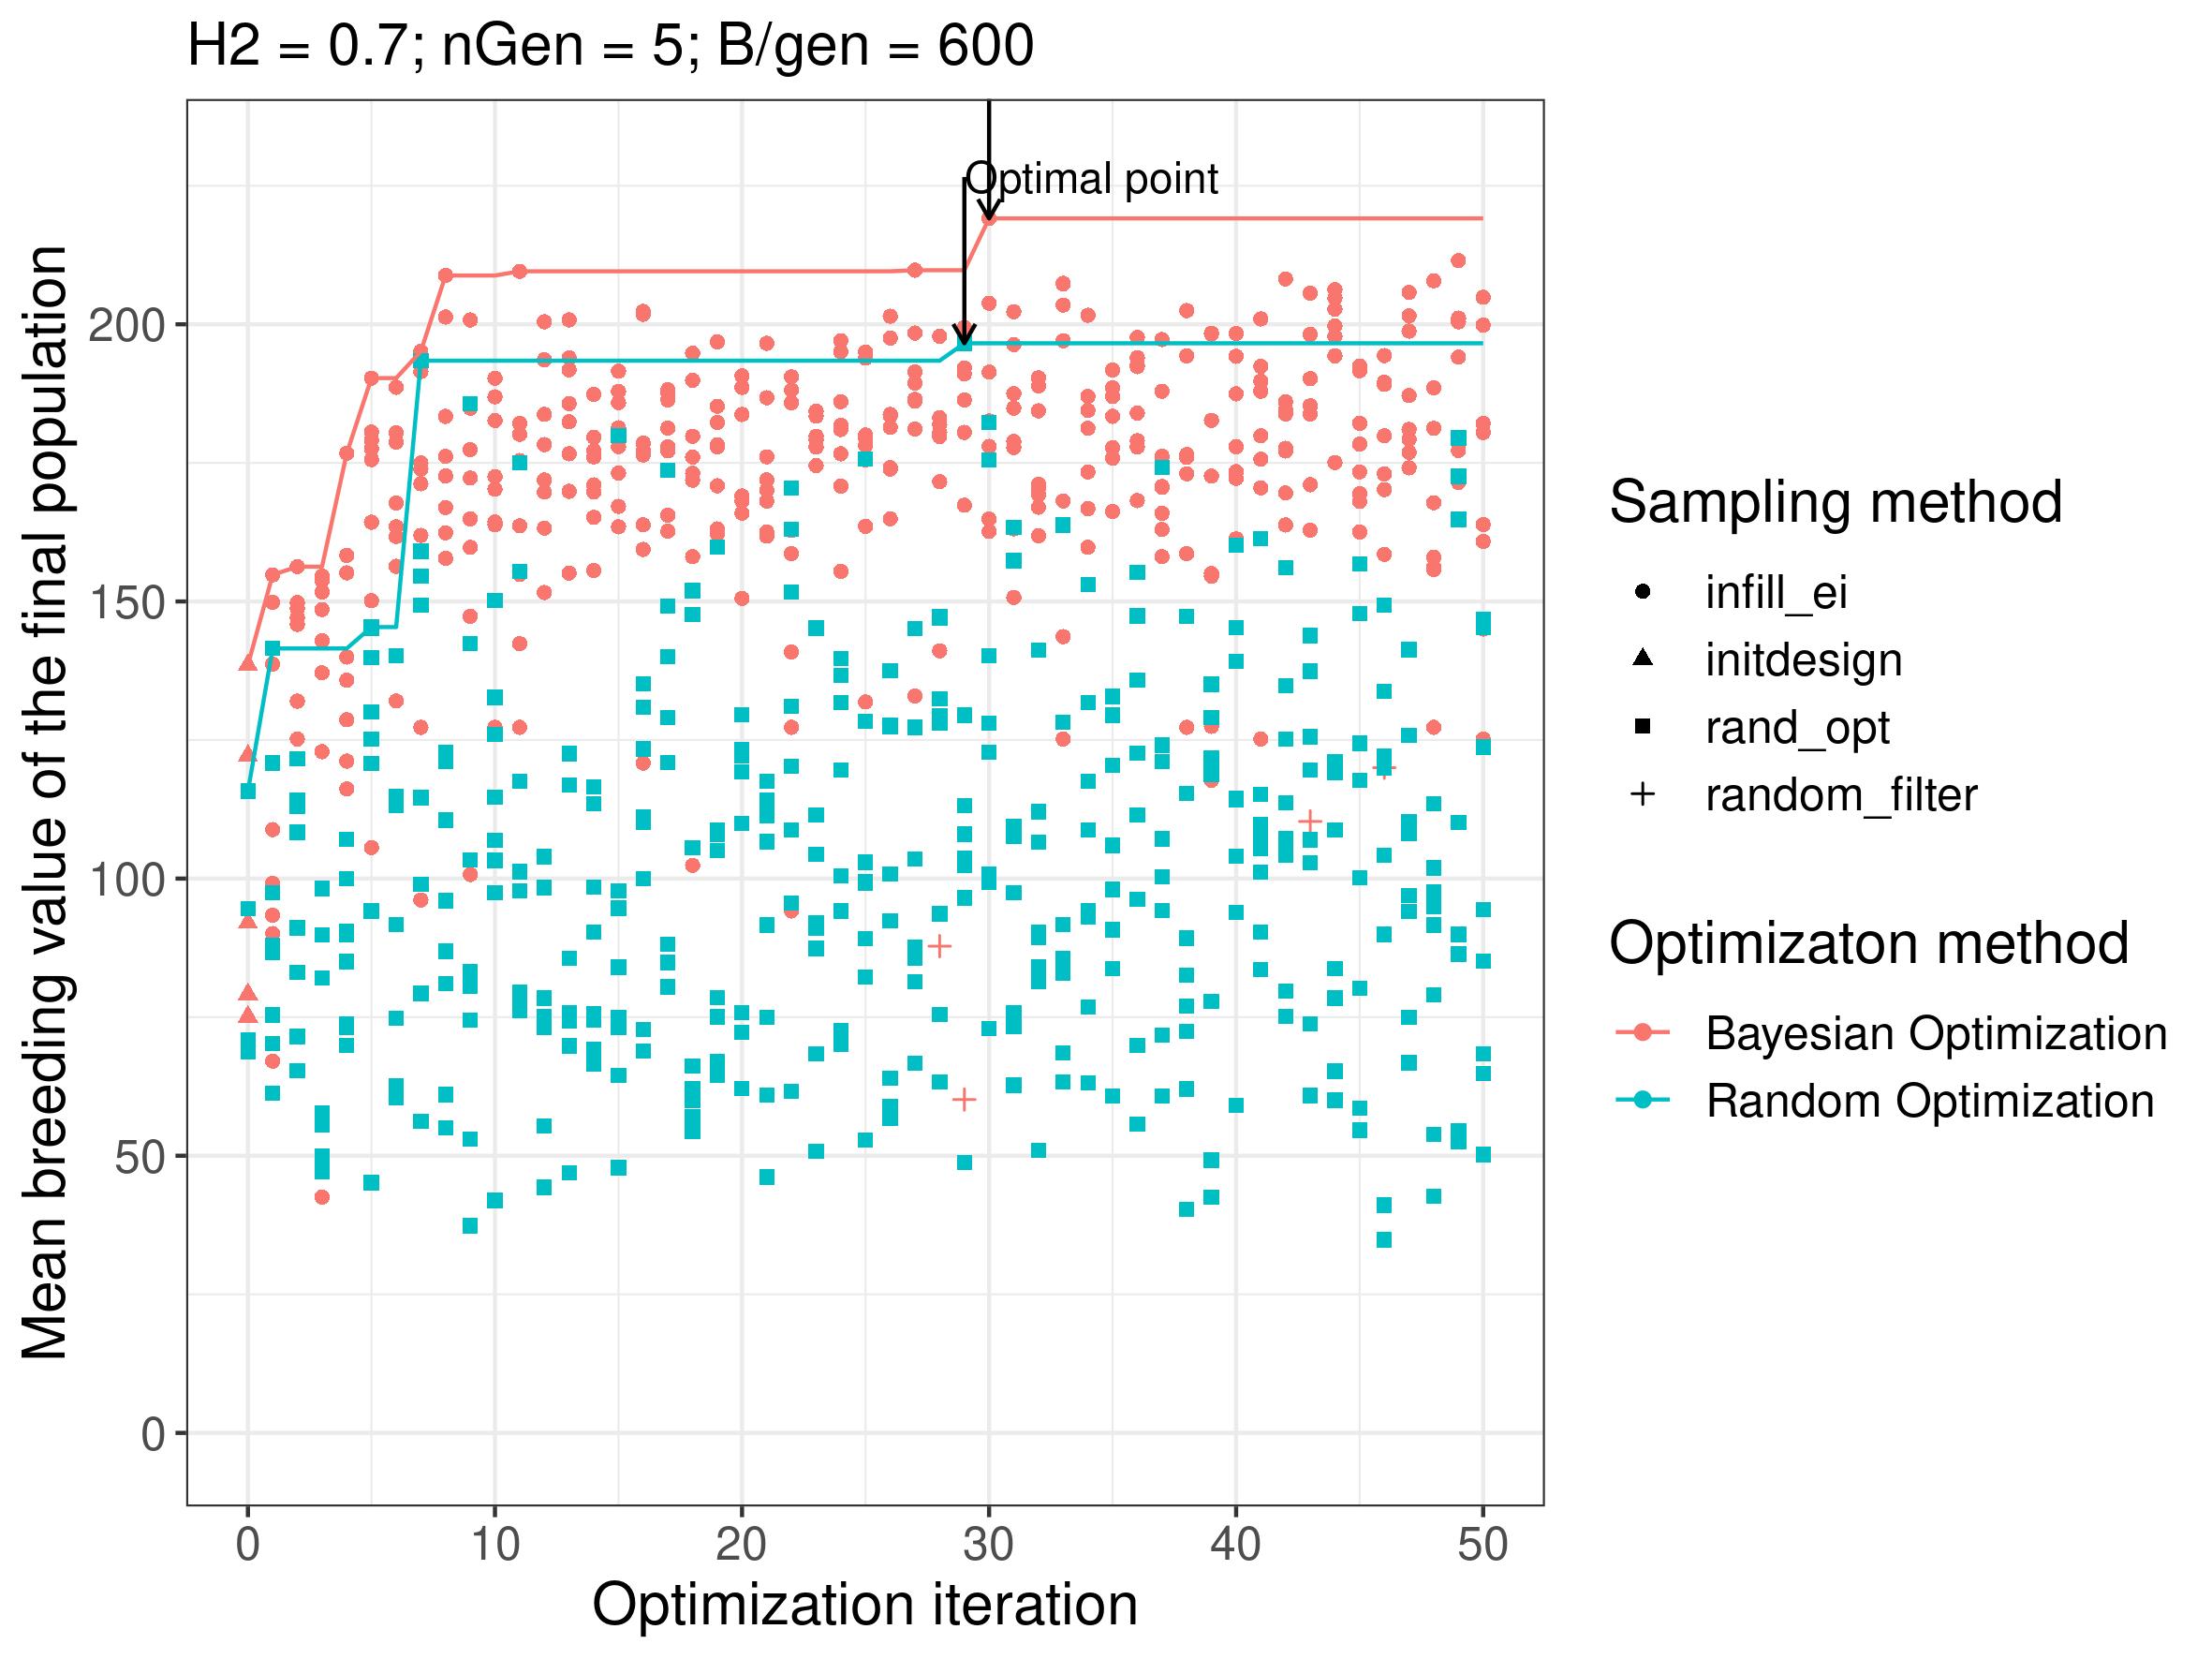 H2 = 0.7; nGen = 5; B/gen = 600
Mean breeding value of the final population
200
150
100
50
0
Optimal point
0 10 20 30 40 50
Optimization iteration
Sampling method
infill_ei
initdesign
rand_opt
random_filter
Optimizaton method
Bayesian Optimization
Random Optimization